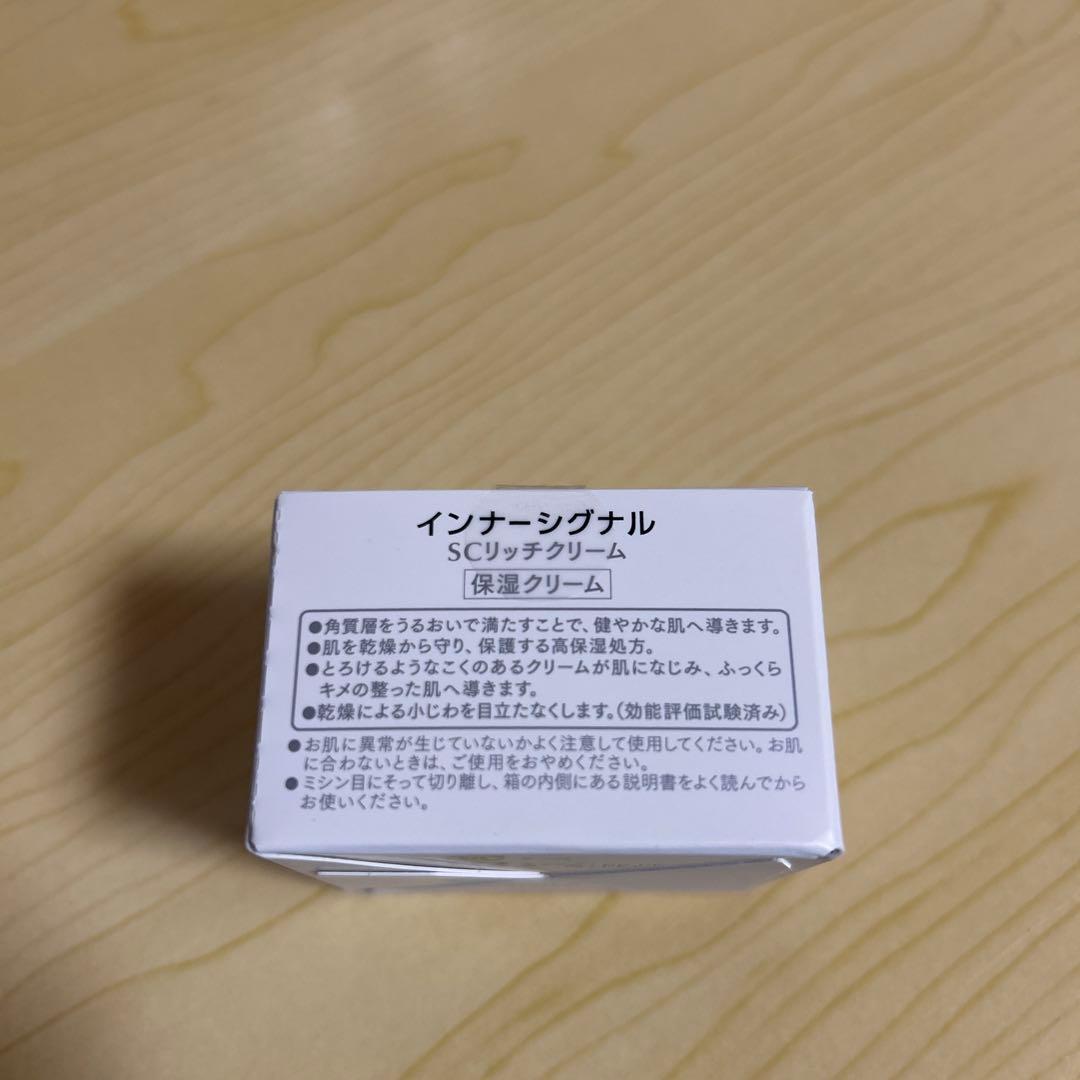 インナーシグナル
SCリッチクリーム
保湿クリーム
●角質層をうるおいで満たすことで、健やかな肌へ導きます。
●肌を乾燥から守り、保護する高保湿処方。
●とろけるようなこくのあるクリームが肌になじみ、ふっくら
キメの整った肌へ導きます。
●乾燥による小じわを目立たなくします。(効能評価試験済み)
●お肌に異常が生じていないかよく注意して使用してください。お肌
に合わないときは、ご使用をおやめください。
●ミシン目にそって切り離し、箱の内側にある説明書をよく読んでから
お使いください。